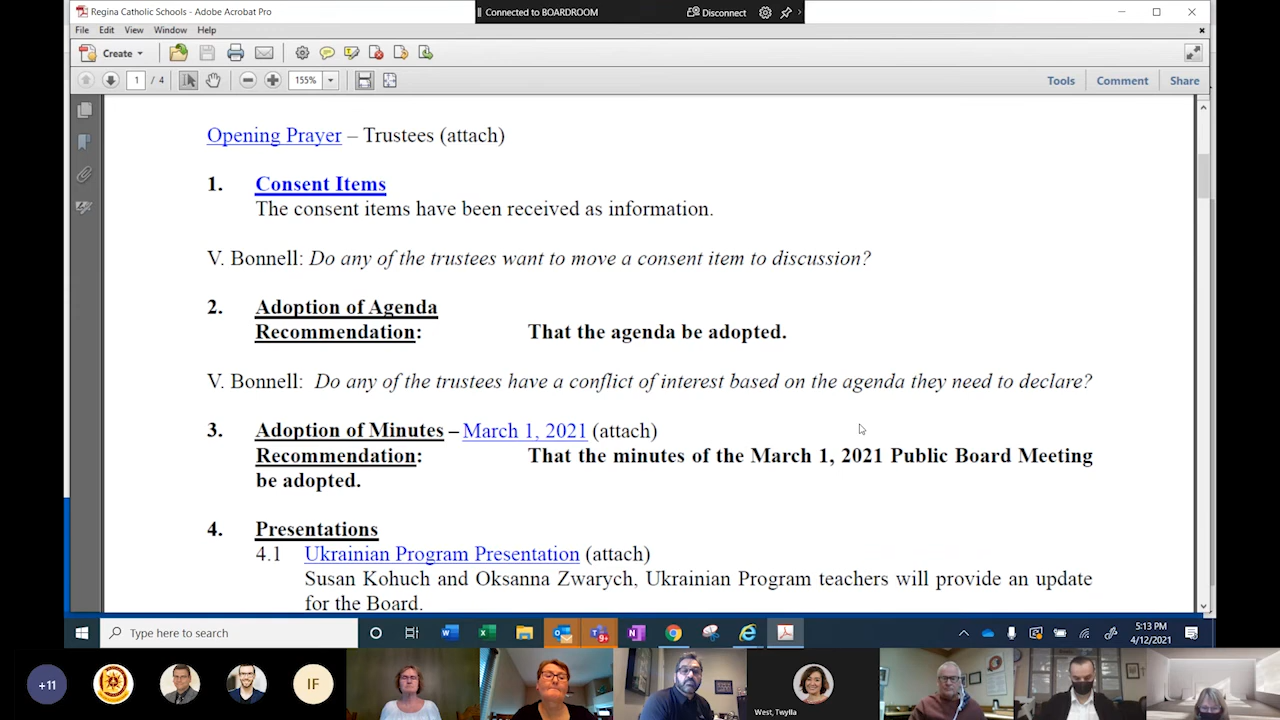 Regina Catholic Schools - Adobe Acrobat Pro
Connected to BOARDROOM
Disconnect
File Edit View Window Help
Create
1 / 4
155%
Tools Comment Share
Opening Prayer – Trustees (attach)
1. Consent Items
The consent items have been received as information.
V. Bonnell: Do any of the trustees want to move a consent item to discussion?
2. Adoption of Agenda
Recommendation: That the agenda be adopted.
V. Bonnell: Do any of the trustees have a conflict of interest based on the agenda they need to declare?
3. Adoption of Minutes – March 1, 2021 (attach)
Recommendation: That the minutes of the March 1, 2021 Public Board Meeting
be adopted.
4. Presentations
4.1 Ukrainian Program Presentation (attach)
Susan Kohuch and Oksanna Zwarych, Ukrainian Program teachers will provide an update
for the Board.
Type here to search
9+
5:13 PM
4/12/2021
+11
IF
West, Twylla